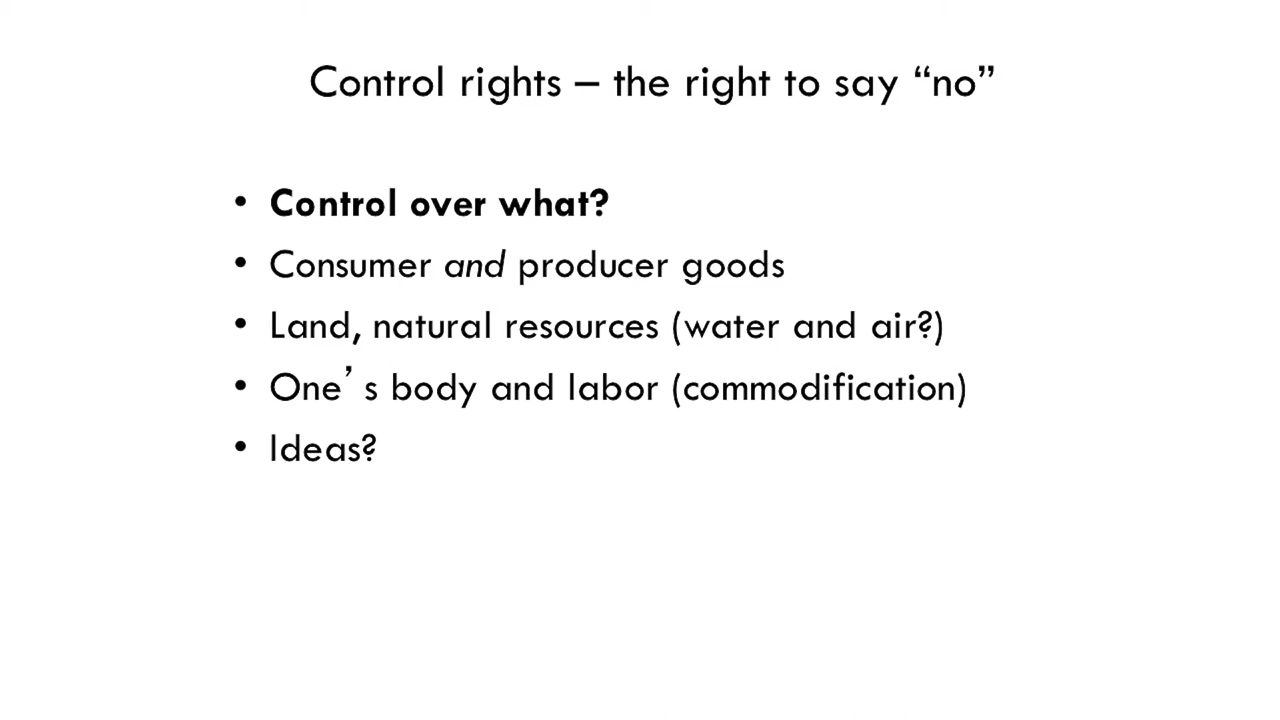 Control rights – the right to say “no”
• Control over what?
• Consumer and producer goods
• Land, natural resources (water and air?)
• One’ s body and labor (commodification)
• Ideas?